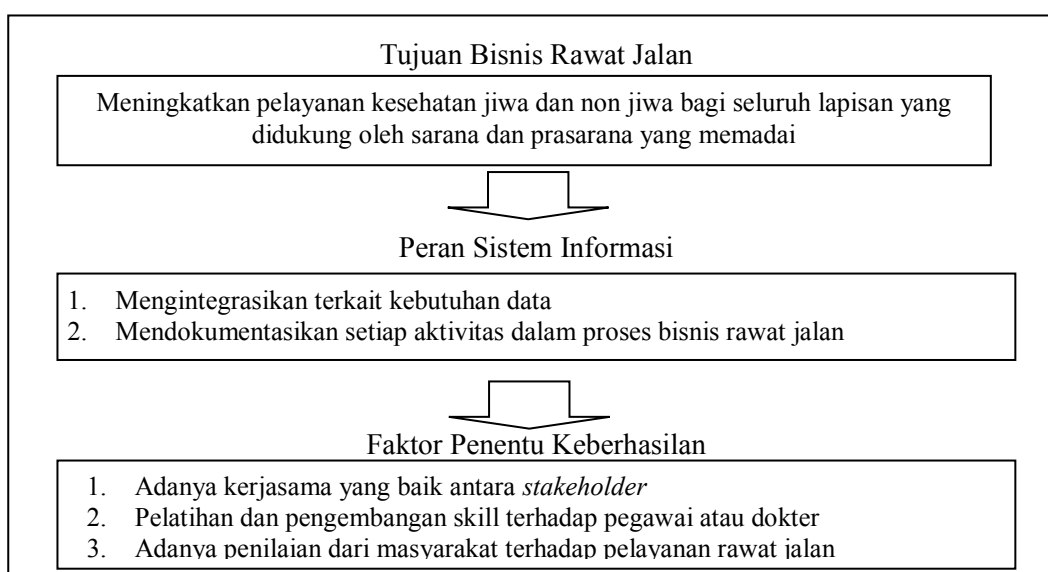 Tujuan Bisnis Rawat Jalan
Meningkatkan pelayanan kesehatan jiwa dan non jiwa bagi seluruh lapisan yang
didukung oleh sarana dan prasarana yang memadai
Peran Sistem Informasi
1. Mengintegrasikan terkait kebutuhan data
2. Mendokumentasikan setiap aktivitas dalam proses bisnis rawat jalan
Faktor Penentu Keberhasilan
1. Adanya kerjasama yang baik antara stakeholder
2. Pelatihan dan pengembangan skill terhadap pegawai atau dokter
3. Adanya penilaian dari masyarakat terhadap pelayanan rawat jalan